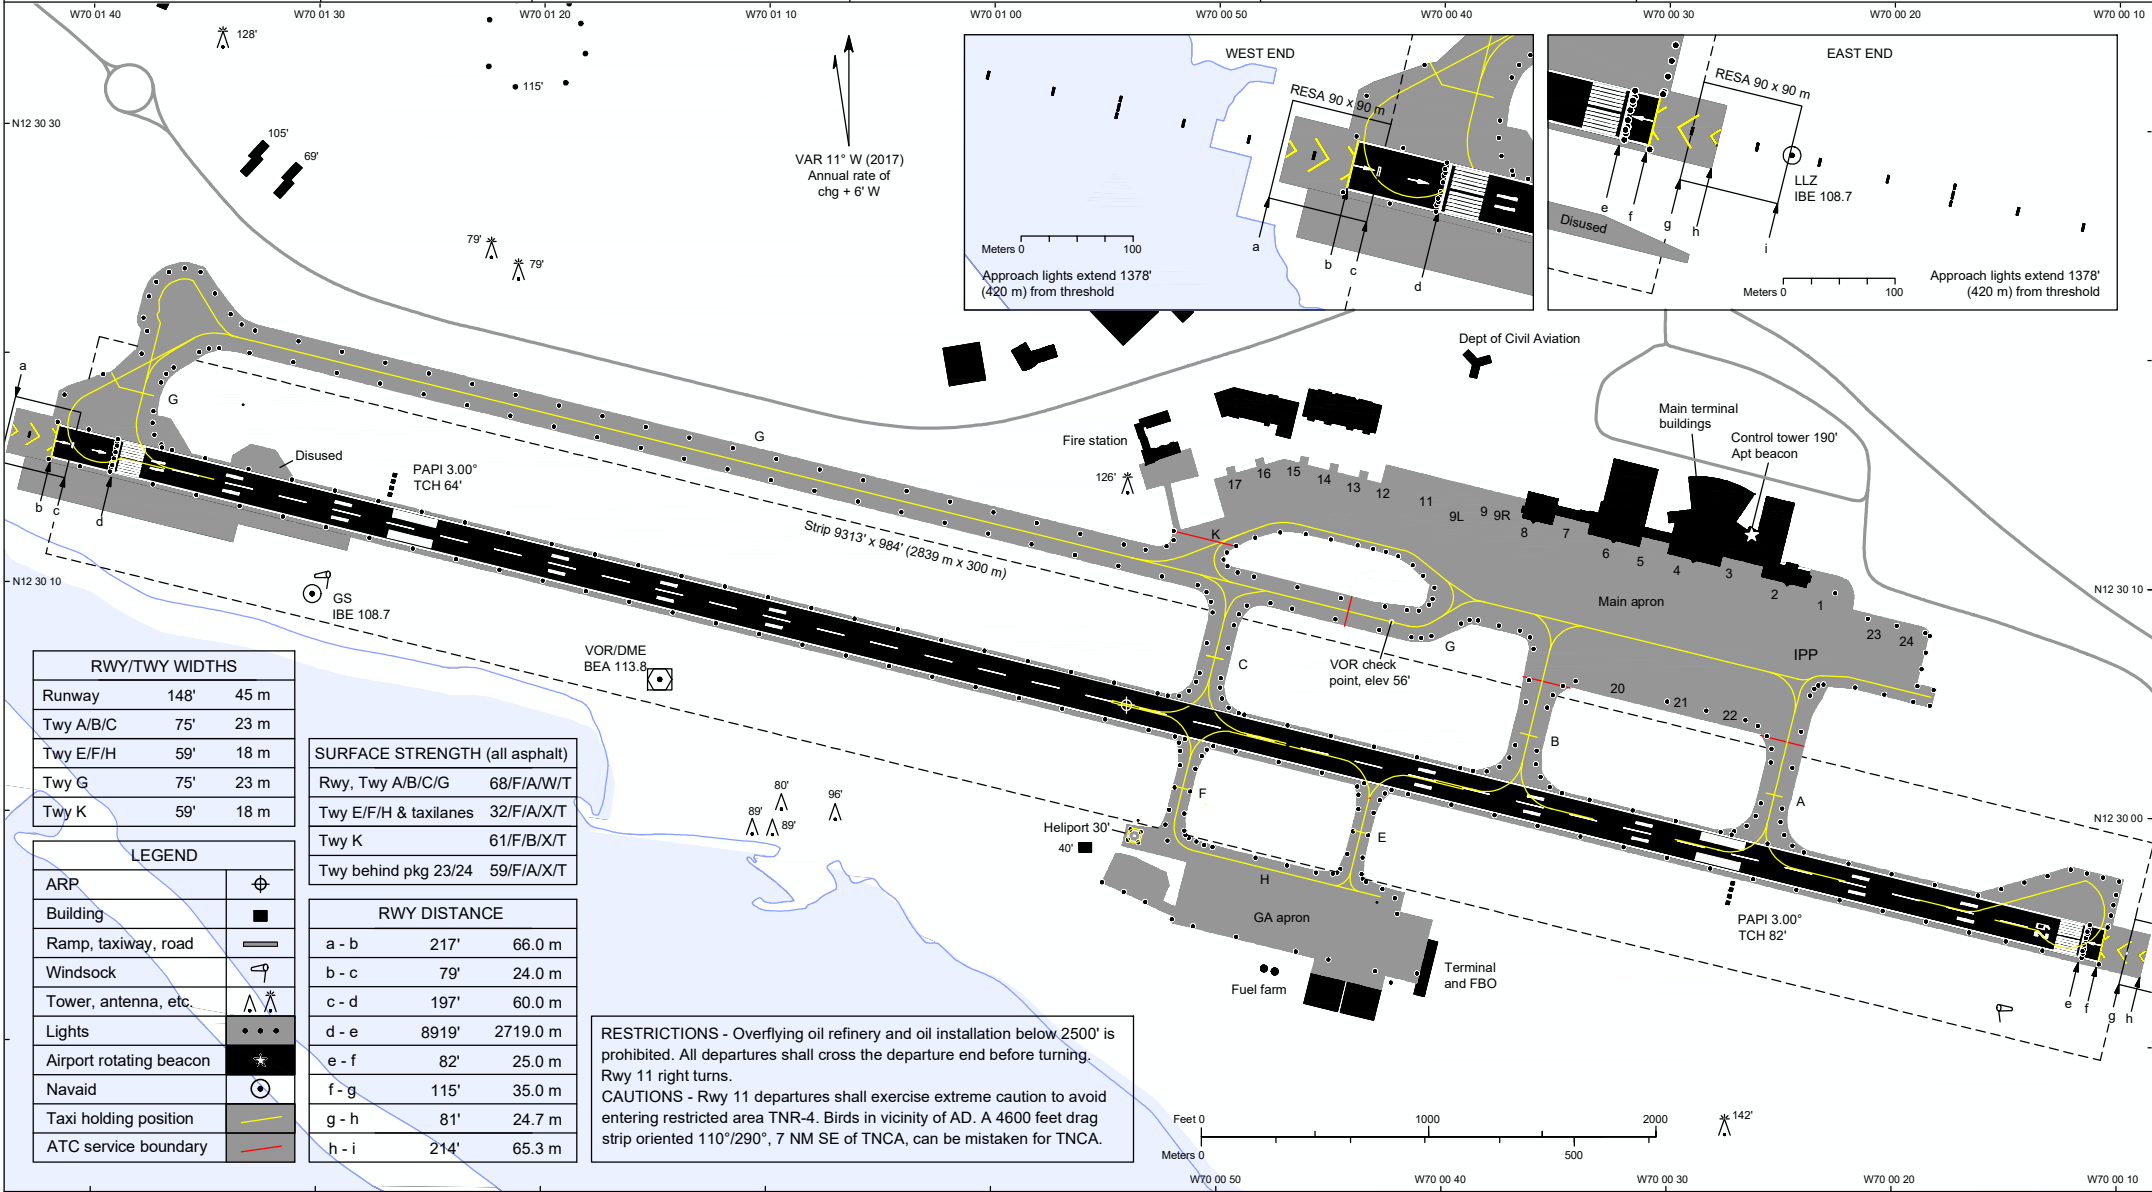 W70 01 40
W70 01 30
W70 01 20
W70 01 10
W70 01 00
W70 00 50
W70 00 40
W70 00 30
W70 00 20
W70 00 10
128'
115'
N12 30 30
105'
69'
79'
79'
VAR 11° W (2017)
Annual rate of
chg + 6' W
WEST END
RESA 90 x 90 m
Meters 0
100
Approach lights extend 1378'
(420 m) from threshold
a
b
c
d
11
EAST END
RESA 90 x 90 m
LLZ
IBE 108.7
Disused
e
f
g
h
i
Meters 0
100
Approach lights extend 1378'
(420 m) from threshold
Dept of Civil Aviation
Main terminal
buildings
Control tower 190'
Apt beacon
Fire station
126'
a
G
G
Disused
PAPI 3.00°
TCH 64'
b
c
d
Strip 9313' x 984' (2839 m x 300 m)
K
17
16
15
14
13
12
11
9L
9
9R
8
7
6
5
4
3
2
1
23
24
Main apron
IPP
20
21
22
N12 30 10
N12 30 10
GS
IBE 108.7
VOR/DME
BEA 113.8
C
VOR check
point, elev 56'
G
B
A
N12 30 00
F
E
H
Heliport 30'
40'
80'
89'
89'
96'
GA apron
Fuel farm
Terminal
and FBO
PAPI 3.00°
TCH 82'
29
e
f
g
h
142'
RWY/TWY WIDTHS
Runway 148' 45 m
Twy A/B/C 75' 23 m
Twy E/F/H 59' 18 m
Twy G 75' 23 m
Twy K 59' 18 m
SURFACE STRENGTH (all asphalt)
Rwy, Twy A/B/C/G 68/F/A/W/T
Twy E/F/H & taxilanes 32/F/A/X/T
Twy K 61/F/B/X/T
Twy behind pkg 23/24 59/F/A/X/T
LEGEND
ARP
Building
Ramp, taxiway, road
Windsock
Tower, antenna, etc.
Lights
Airport rotating beacon
Navaid
Taxi holding position
ATC service boundary
RWY DISTANCE
a - b 217' 66.0 m
b - c 79' 24.0 m
c - d 197' 60.0 m
d - e 8919' 2719.0 m
e - f 82' 25.0 m
f - g 115' 35.0 m
g - h 81' 24.7 m
h - i 214' 65.3 m
RESTRICTIONS - Overflying oil refinery and oil installation below 2500' is
prohibited. All departures shall cross the departure end before turning.
Rwy 11 right turns.
CAUTIONS - Rwy 11 departures shall exercise extreme caution to avoid
entering restricted area TNR-4. Birds in vicinity of AD. A 4600 feet drag
strip oriented 110°/290°, 7 NM SE of TNCA, can be mistaken for TNCA.
Feet 0
1000
2000
Meters 0
500
W70 00 50
W70 00 40
W70 00 30
W70 00 20
W70 00 10